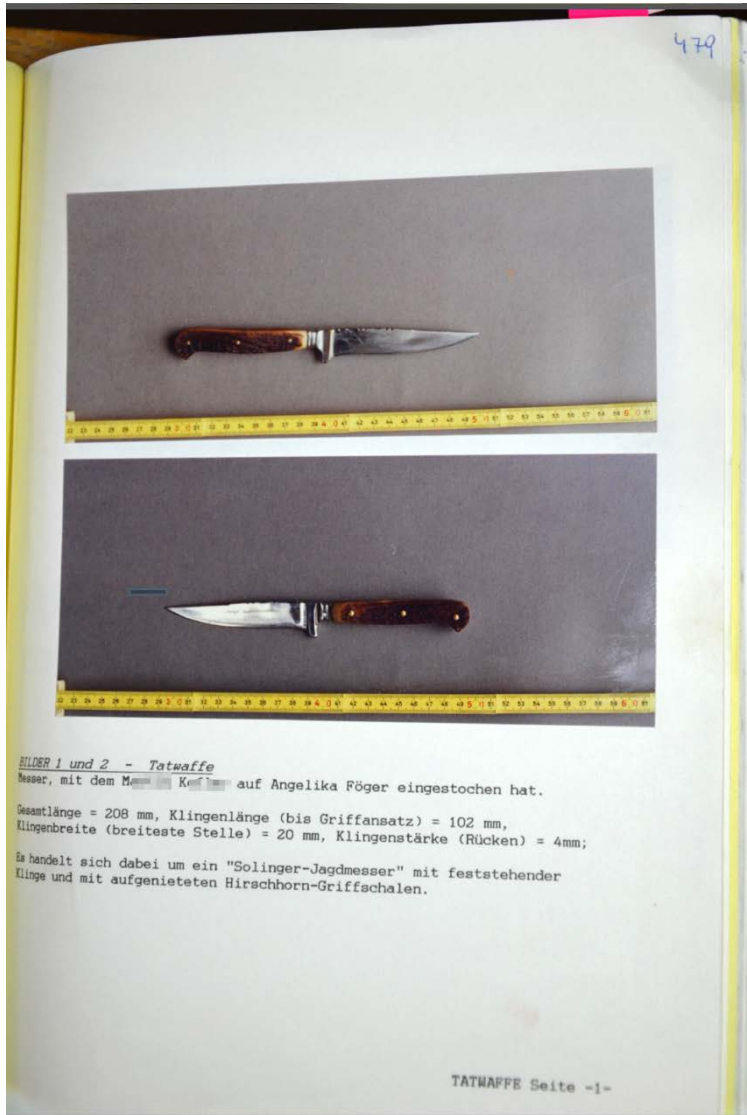 479
BILDER 1 und 2 - Tatwaffe
Messer, mit dem auf Angelika Föger eingestochen hat.
Gesamtlänge = 208 mm, Klingenlänge (bis Griffansatz) = 102 mm,
Klingenbreite (breiteste Stelle) = 20 mm, Klingenstärke (Rücken) = 4mm;
Es handelt sich dabei um ein "Solinger-Jagdmesser" mit feststehender
Klinge und mit aufgenieteten Hirschhorn-Griffschalen.
TATWAFFE Seite -1-